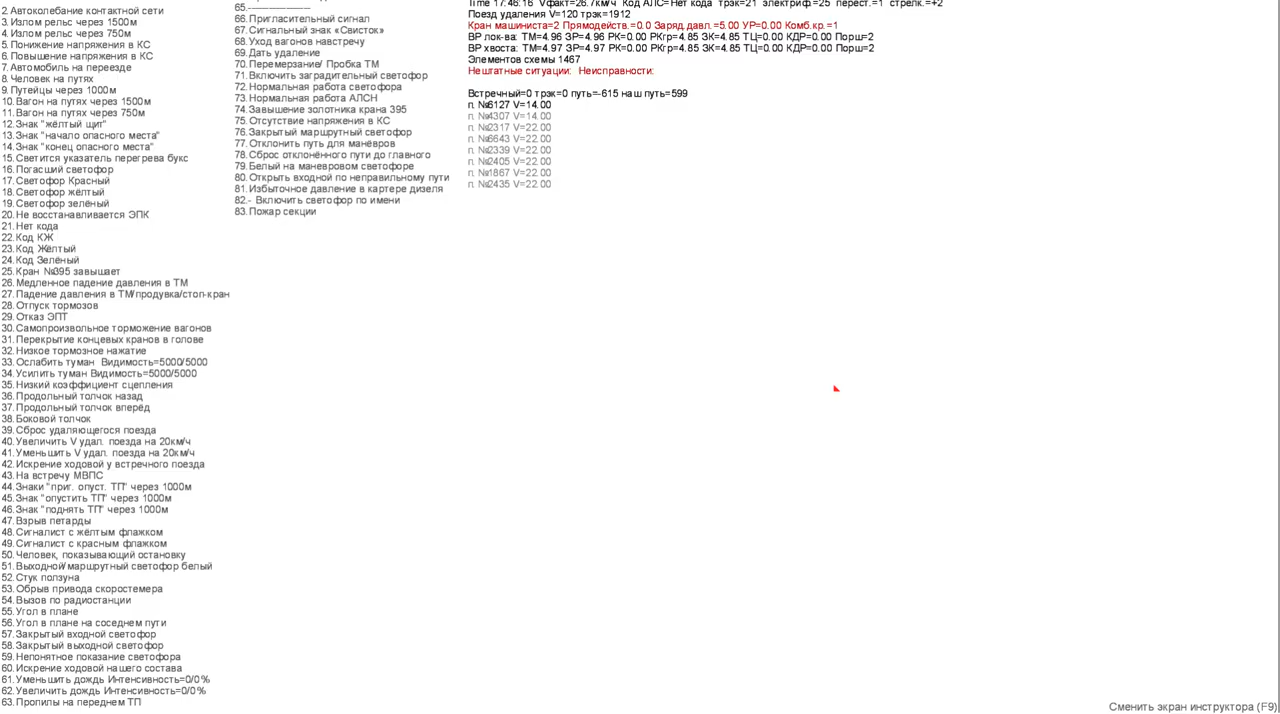 2. Автоколебание контактной сети
3. Излом рельс через 1500м
4. Излом рельс через 750м
5. Понижение напряжения в КС
6. Повышение напряжения в КС
7. Автомобиль на переезде
8. Человек на путях
9. Путейцы через 1000м
10. Вагон на путях через 1500м
11. Вагон на путях через 750м
12. Знак "жёлтый щит"
13. Знак "начало опасного места"
14. Знак "конец опасного места"
15. Светится указатель перегрева букс
16. Погасший светофор
17. Светофор Красный
18. Светофор жёлтый
19. Светофор зелёный
20. Не восстанавливается ЭПК
21. Нет кода
22. Код КЖ
23. Код Жёлтый
24. Код Зелёный
25. Кран №395 завышает
26. Медленное падение давления в ТМ
27. Падение давления в ТМ/продувка/стоп-кран
28. Отпуск тормозов
29. Отказ ЭПТ
30. Самопроизвольное торможение вагонов
31. Перекрытие концевых кранов в голове
32. Низкое тормозное нажатие
33. Ослабить туман Видимость=5000/5000
34. Усилить туман Видимость=5000/5000
35. Низкий коэффициент сцепления
36. Продольный толчок назад
37. Продольный толчок вперёд
38. Боковой толчок
39. Сброс удаляющегося поезда
40. Увеличить V удал. поезда на 20км/ч
41. Уменьшить V удал. поезда на 20км/ч
42. Искрение ходовой у встречного поезда
43. На встречу МВПС
44. Знаки "приг. опуст. ТП" через 1000м
45. Знак "опустить ТП" через 1000м
46. Знак "поднять ТП" через 1000м
47. Взрыв петарды
48. Сигналист с жёлтым флажком
49. Сигналист с красным флажком
50. Человек, показывающий остановку
51. Выходной/маршрутный светофор белый
52. Стук ползуна
53. Обрыв привода скоростемера
54. Вызов по радиостанции
55. Угол в плане
56. Угол в плане на соседнем пути
57. Закрытый входной светофор
58. Закрытый выходной светофор
59. Непонятное показание светофора
60. Искрение ходовой нашего состава
61. Уменьшить дождь Интенсивность=0/0%
62. Увеличить дождь Интенсивность=0/0%
63. Пропилы на переднем ТП
65.-----------------
66. Пригласительный сигнал
67. Сигнальный знак «Свисток»
68. Уход вагонов навстречу
69. Дать удаление
70. Перемерзание/ Пробка ТМ
71. Включить заградительный светофор
72. Нормальная работа светофора
73. Нормальная работа АЛСН
74. Завышение золотника крана 395
75. Отсутствие напряжения в КС
76. Закрытый маршрутный светофор
77. Отклонить путь для манёвров
78. Сброс отклонённого пути до главного
79. Белый на маневровом светофоре
80. Открыть входной по неправильному пути
81. Избыточное давление в картере дизеля
82.- Включить светофор по имени
83. Пожар секции
Time 17:46:16 Vфакт=26.7км/ч Код АЛС=Нет кода трэк=21 электриф.=25 перест.=1 стрелк.=+2
Поезд удаления V=120 трэк=1912
Кран машиниста=2 Прямодейств.=0.0 Заряд.давл.=5.00 УР=0.00 Комб.кр.=1
ВР лок-ва: ТМ=4.96 ЗР=4.96 РК=0.00 РКгр=4.85 ЗК=4.85 ТЦ=0.00 КДР=0.00 Порш=2
ВР хвоста: ТМ=4.97 ЗР=4.97 РК=0.00 РКгр=4.85 ЗК=4.85 ТЦ=0.00 КДР=0.00 Порш=2
Элементов схемы 1467
Нештатные ситуации: Неисправности:
Встречный=0 трэк=0 путь=-615 наш путь=599
п. №6127 V=14.00
п. №4307 V=14.00
п. №2317 V=22.00
п. №6643 V=22.00
п. №2339 V=22.00
п. №2405 V=22.00
п. №1867 V=22.00
п. №2435 V=22.00
Сменить экран инструктора (F9)